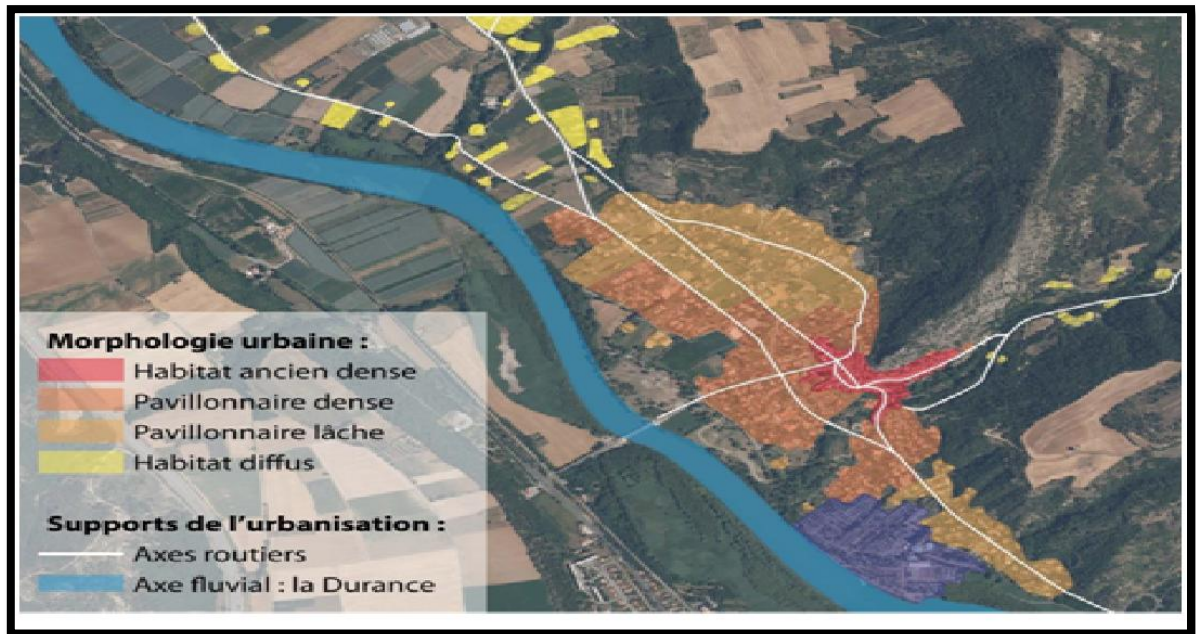 Morphologie urbaine :
Habitat ancien dense
Pavillonnaire dense
Pavillonnaire lâche
Habitat diffus
Supports de l'urbanisation :
Axes routiers
Axe fluvial : la Durance